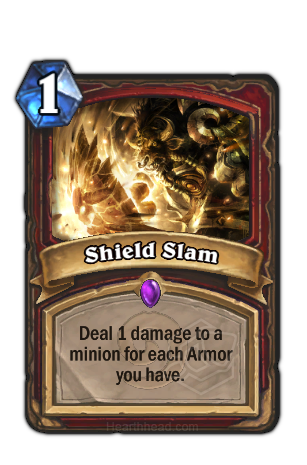 1
Shield Slam
Deal 1 damage to a
minion for each Armor
you have.
Hearthhead.com